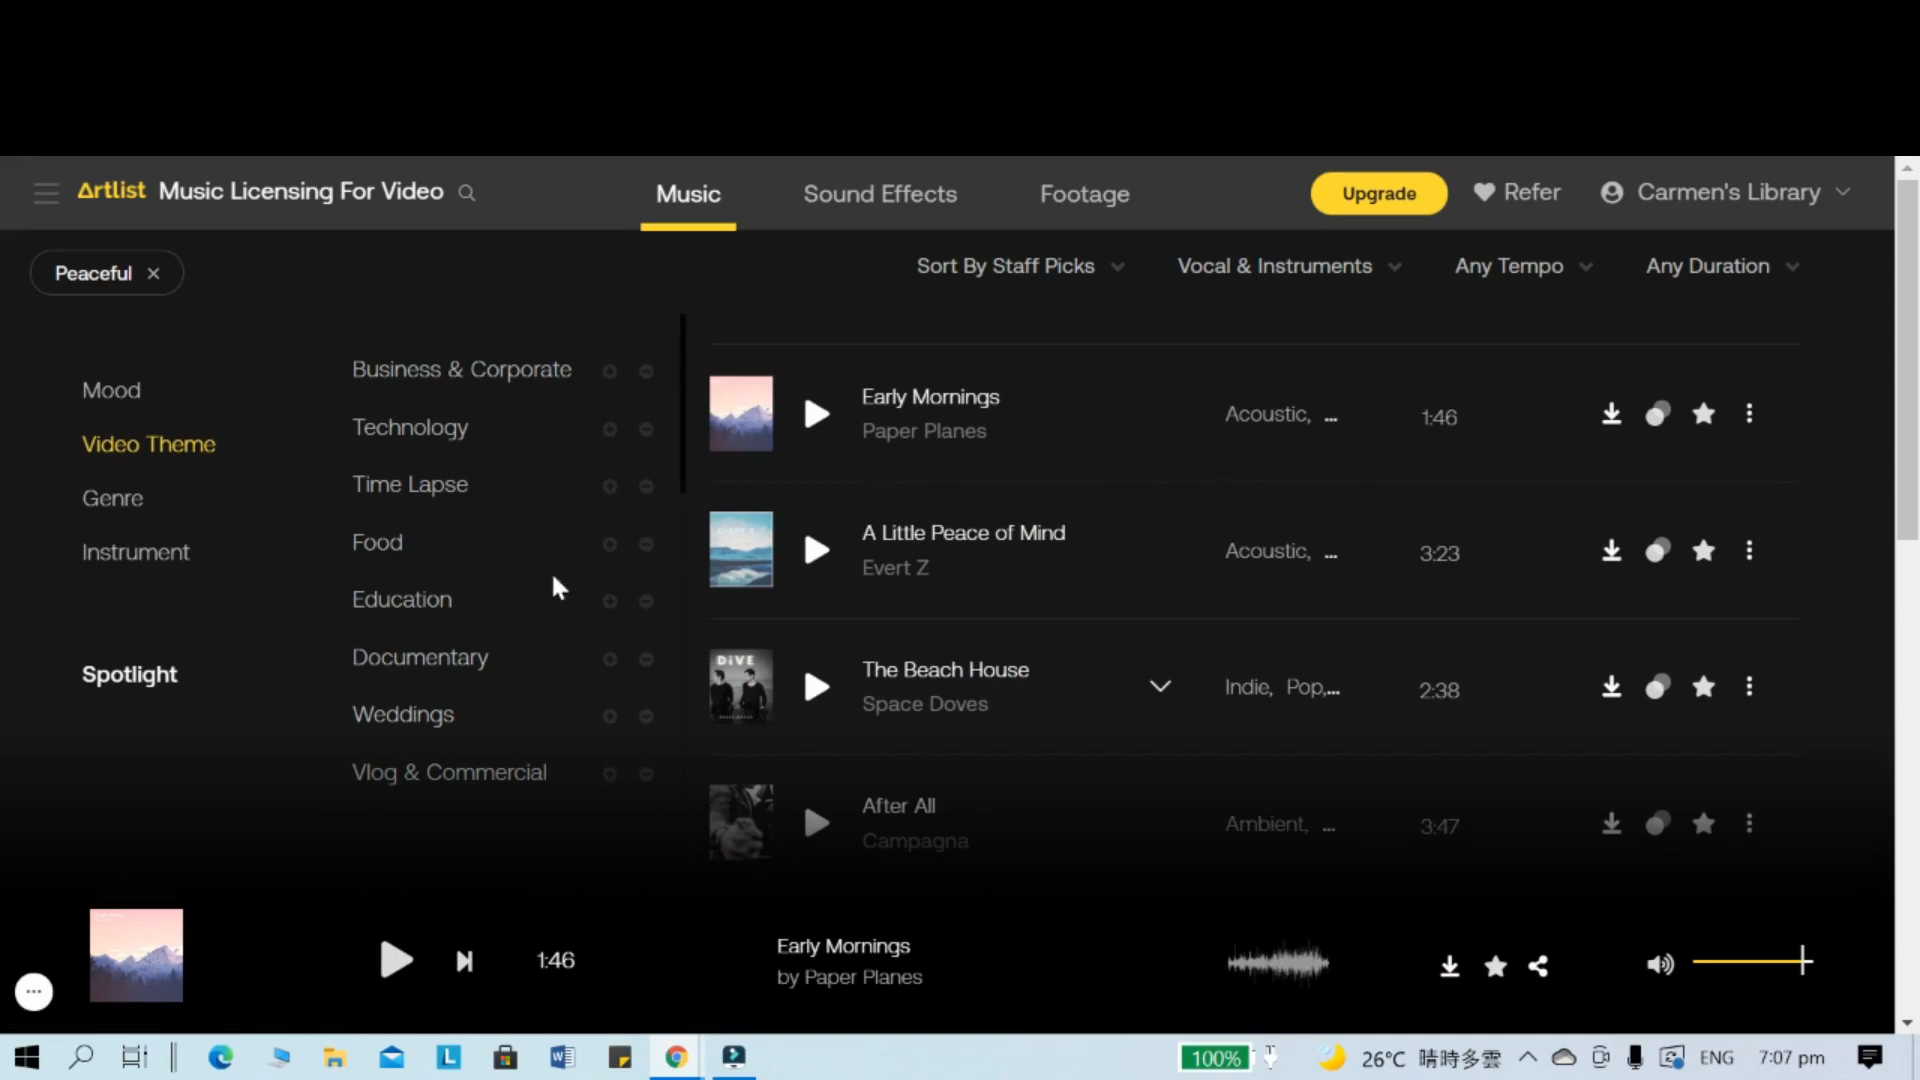 Artlist Music Licensing For Video
Music
Sound Effects
Footage
Upgrade
Refer
Carmen's Library
Peaceful
Sort By Staff Picks
Vocal & Instruments
Any Tempo
Any Duration
Mood
Video Theme
Genre
Instrument
Spotlight
Business & Corporate
Technology
Time Lapse
Food
Education
Documentary
Weddings
Vlog & Commercial
Early Mornings
Paper Planes
Acoustic, ...
1:46
A Little Peace of Mind
Evert Z
Acoustic, ...
3:23
DIVE
The Beach House
Space Doves
Indie, Pop,...
2:38
After All
Campagna
Ambient, ...
3:47
1:46
Early Mornings
by Paper Planes
100%
26°C 晴時多雲
ENG
7:07 pm